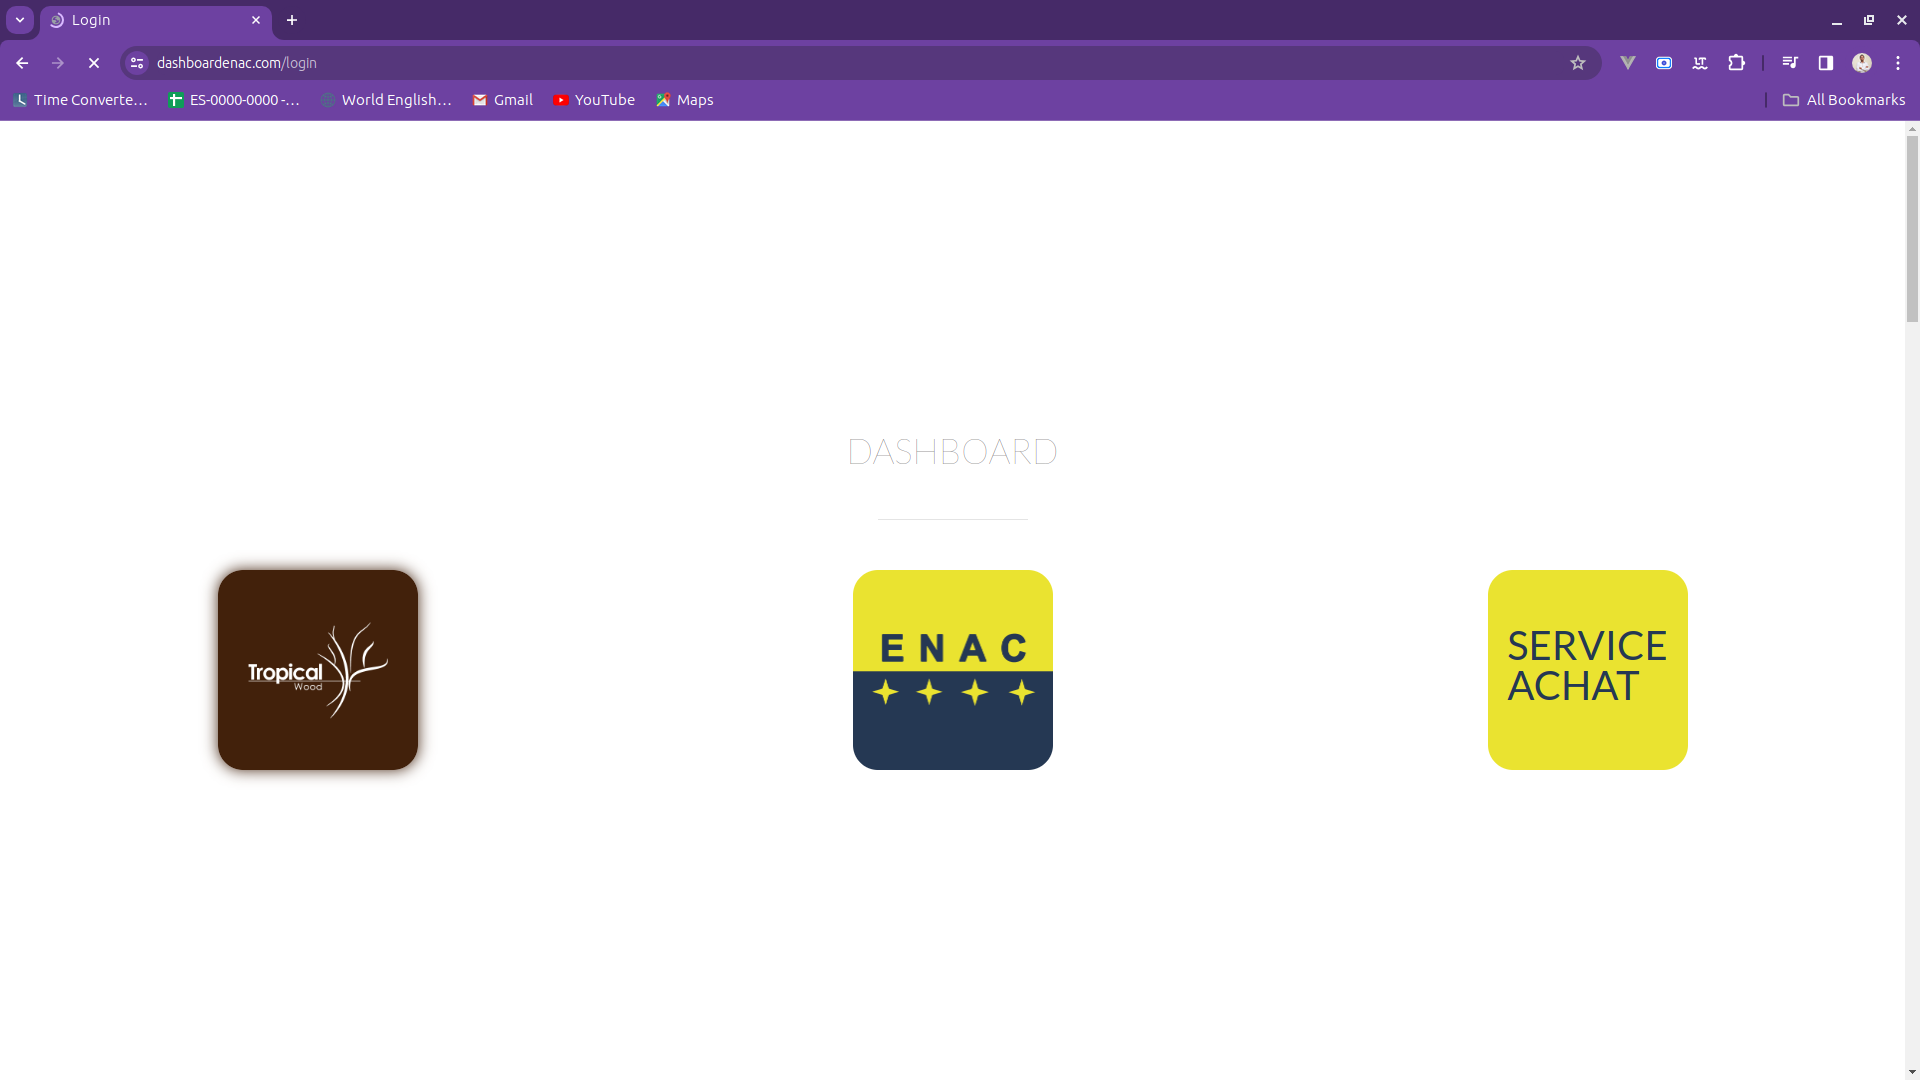 Login
dashboardenac.com/login
TIme Converte...
ES-0000-0000 -...
World English...
Gmail
YouTube
Maps
All Bookmarks
DASHBOARD
Tropical
Wood
ENAC
SERVICE
ACHAT